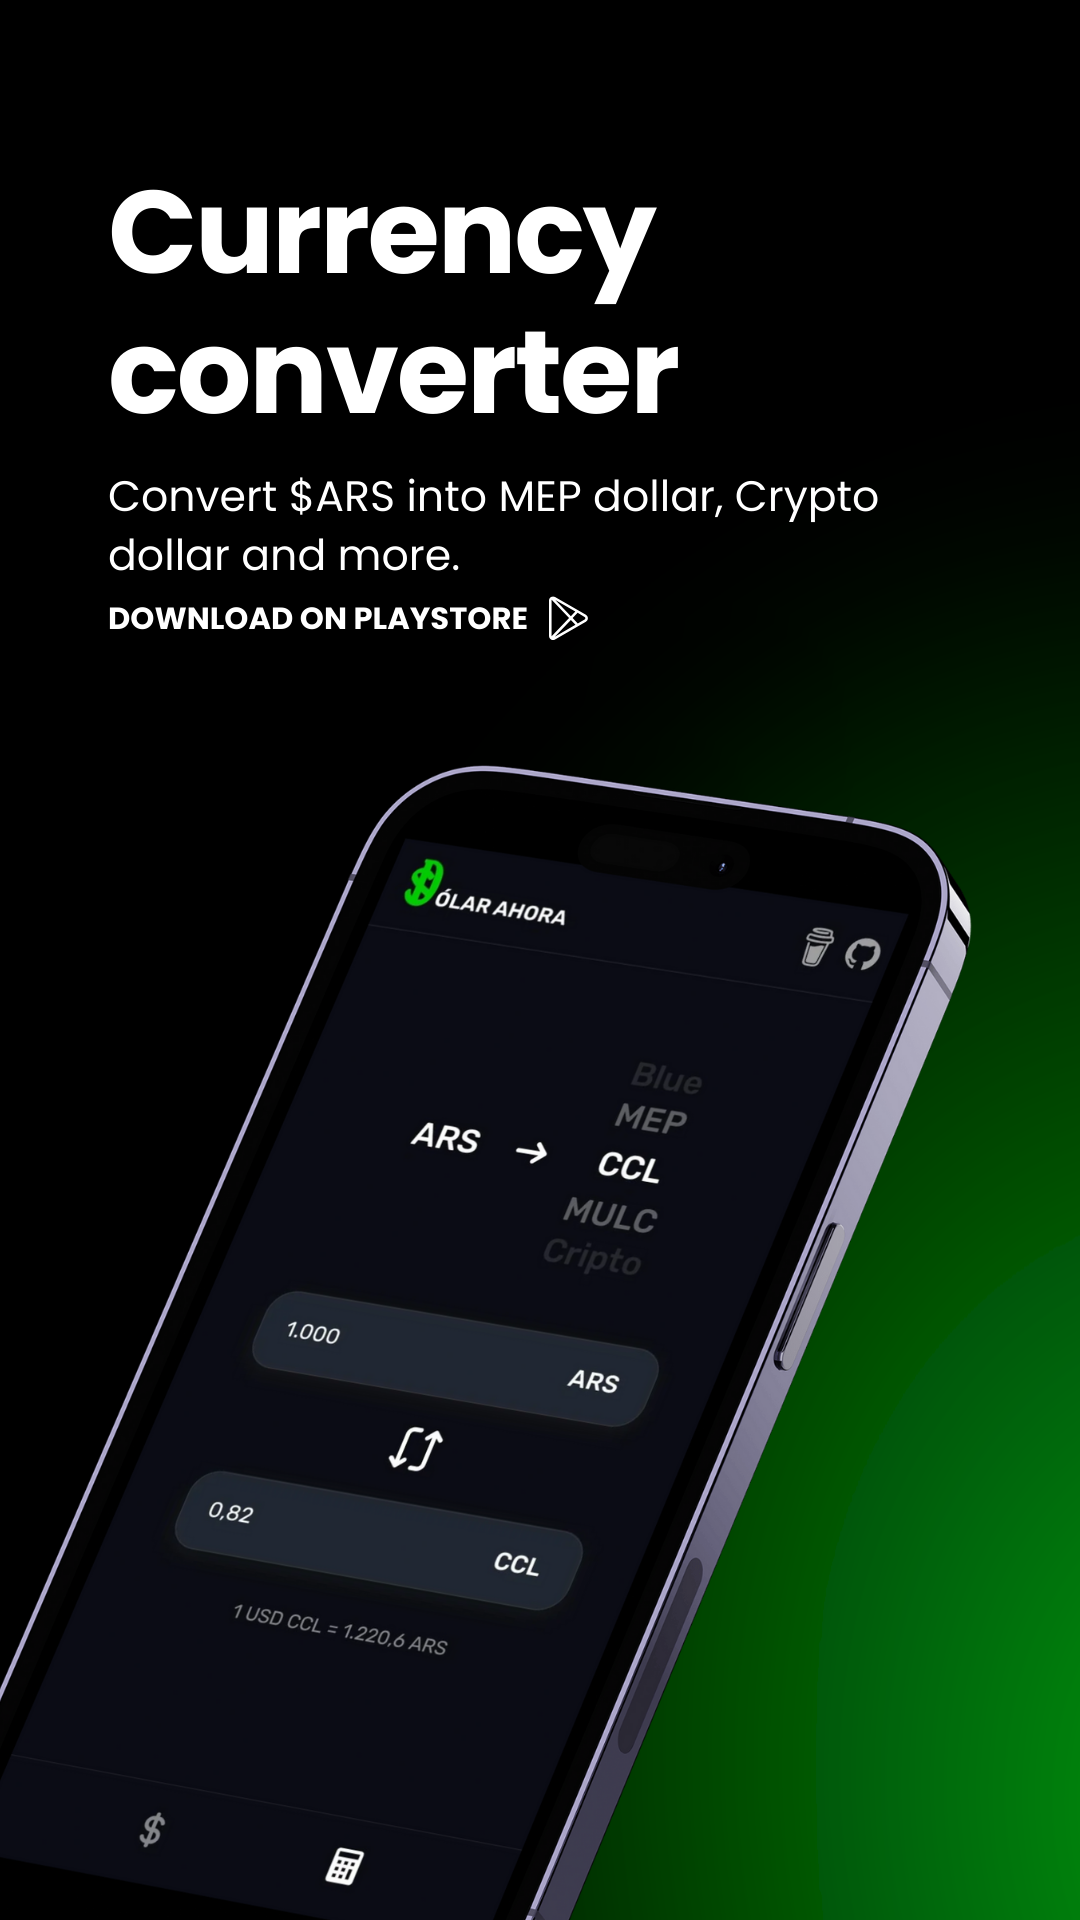 Currency
converter
Convert $ARS into MEP dollar, Crypto
dollar and more.
DOWNLOAD ON PLAYSTORE
$DÓLAR AHORA
Blue
MEP
ARS → CCL
MULC
Cripto
1.000
ARS
0,82
CCL
1 USD CCL = 1.220,6 ARS
$